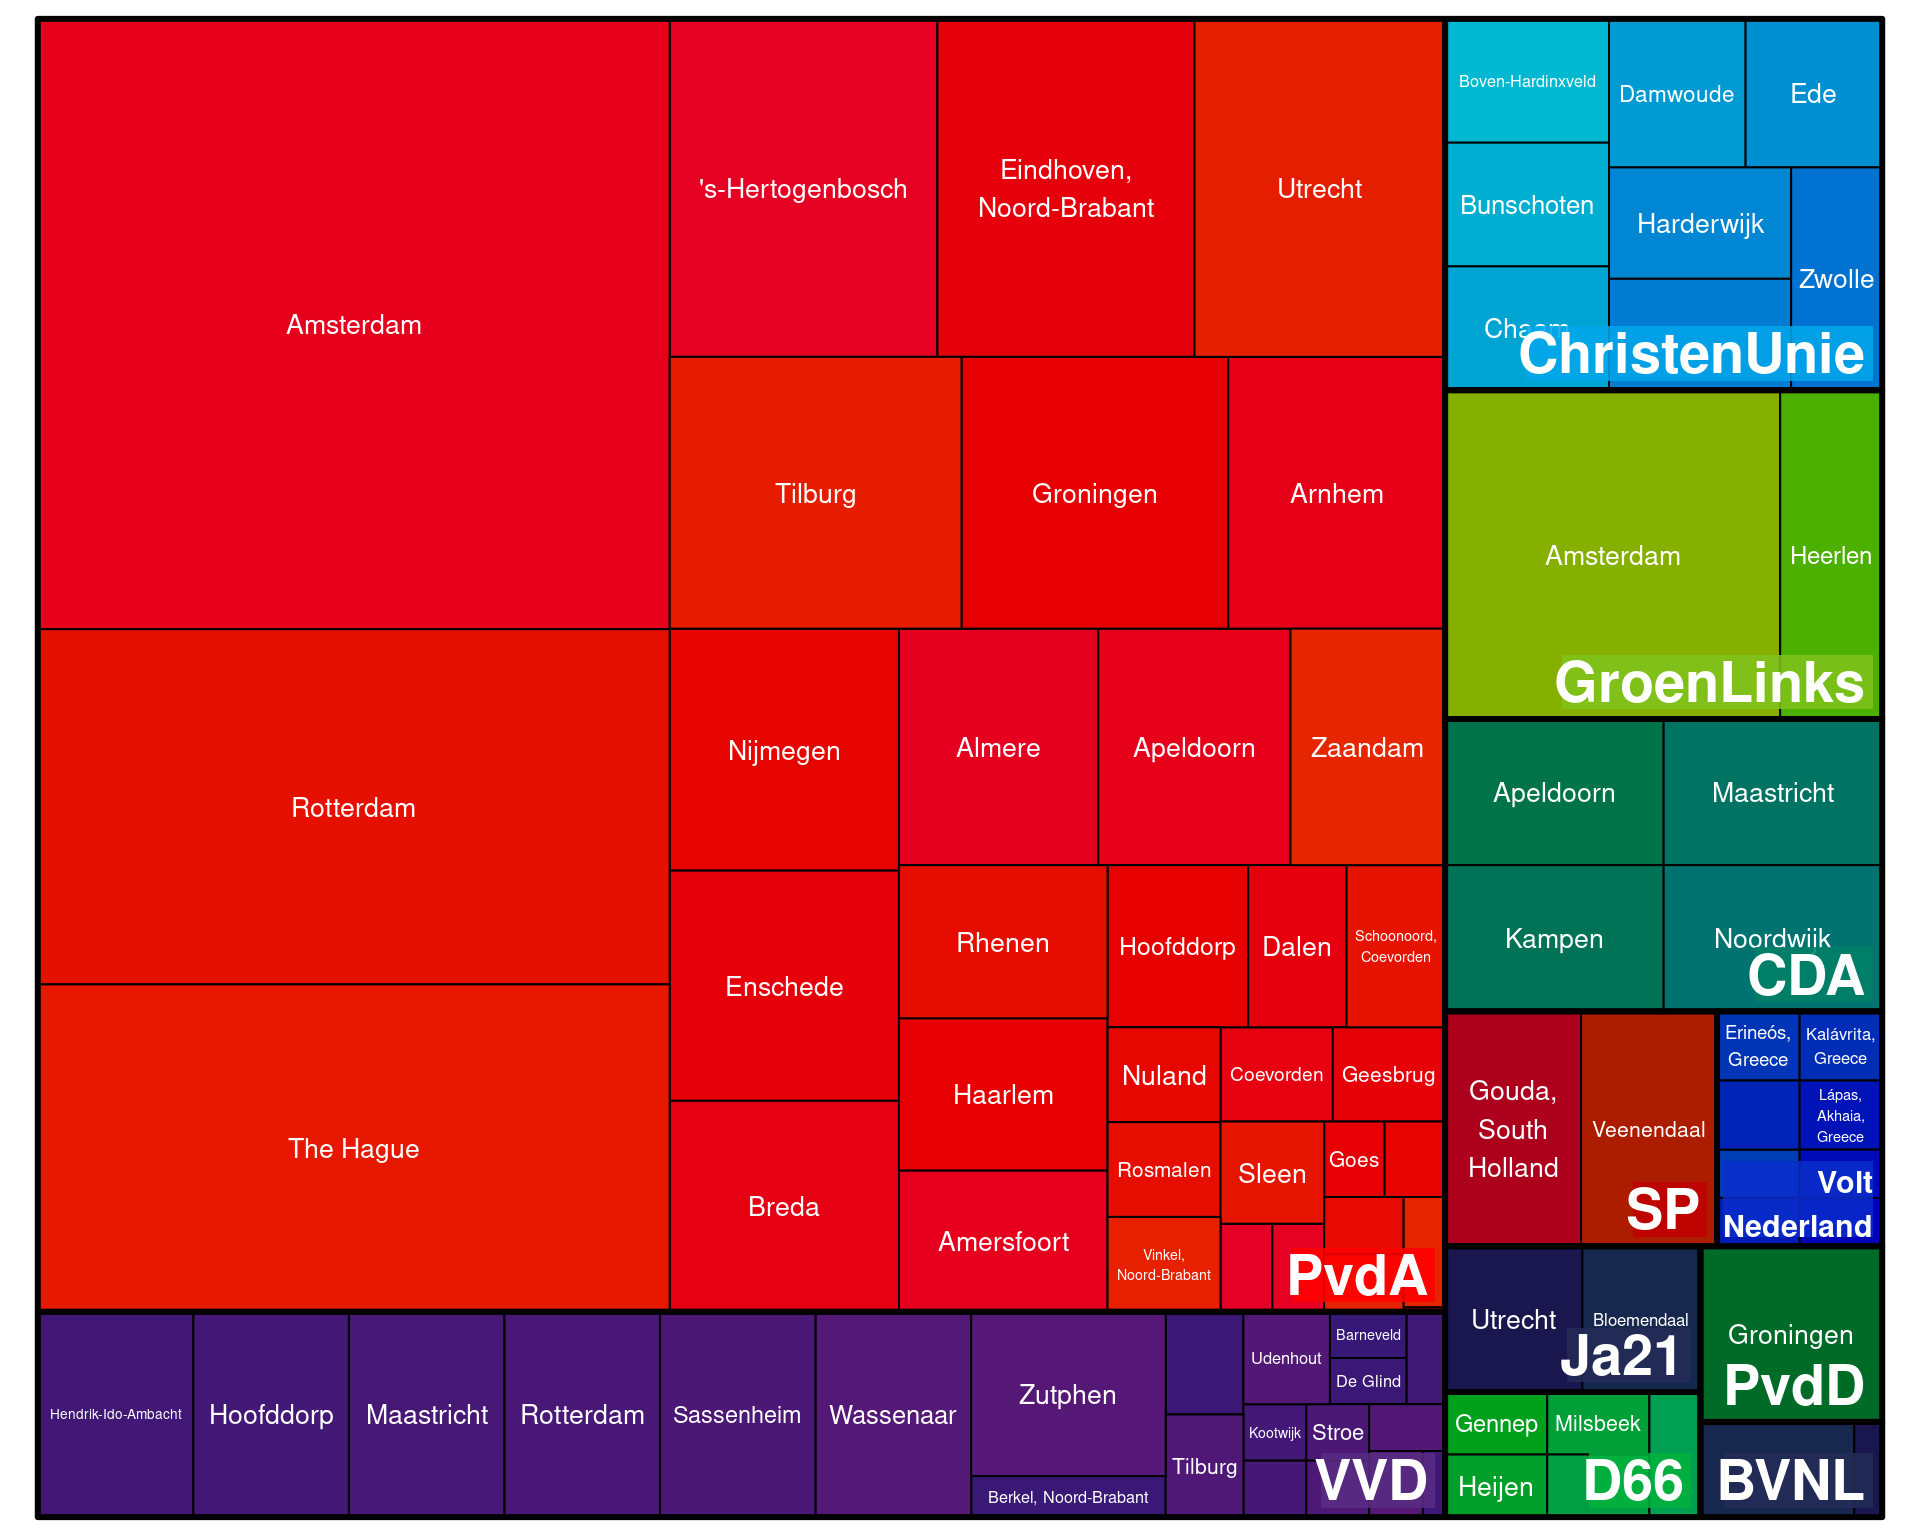 Amsterdam
's-Hertogenbosch
Eindhoven,
Noord-Brabant
Utrecht
Tilburg
Groningen
Arnhem
Rotterdam
The Hague
Nijmegen
Almere
Apeldoorn
Zaandam
Enschede
Breda
Rhenen
Haarlem
Amersfoort
Hoofddorp
Dalen
Schoonoord,
Coevorden
Nuland
Coevorden
Geesbrug
Rosmalen
Sleen
Goes
Vinkel,
Noord-Brabant
PvdA
Hendrik-Ido-Ambacht
Hoofddorp
Maastricht
Rotterdam
Sassenheim
Wassenaar
Zutphen
Berkel, Noord-Brabant
Tilburg
Udenhout
Barneveld
De Glind
Kootwijk
Stroe
VVD
Boven-Hardinxveld
Damwoude
Ede
Bunschoten
Harderwijk
Zwolle
Chaam
ChristenUnie
Amsterdam
Heerlen
GroenLinks
Apeldoorn
Maastricht
Kampen
Noordwijk
CDA
Gouda,
South
Holland
Veenendaal
SP
Erineós,
Greece
Kalávrita,
Greece
Lápas,
Akhaia,
Greece
Volt
Nederland
Utrecht
Bloemendaal
Ja21
Groningen
PvdD
Gennep
Milsbeek
Heijen
D66
BVNL